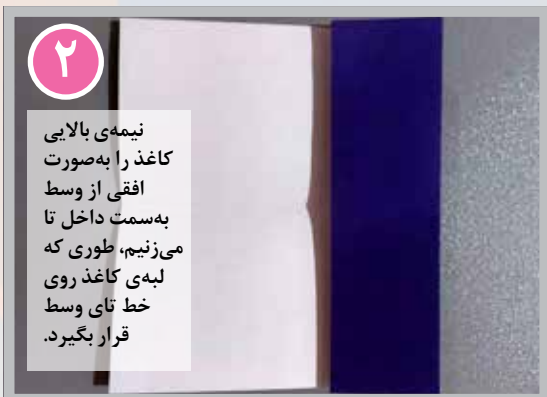 ۲
نیمه‌ی بالایی
کاغذ را به‌صورت
افقی از وسط
به‌سمت داخل تا
می‌زنیم، طوری که
لبه‌ی کاغذ روی
خط تای وسط
قرار بگیرد.